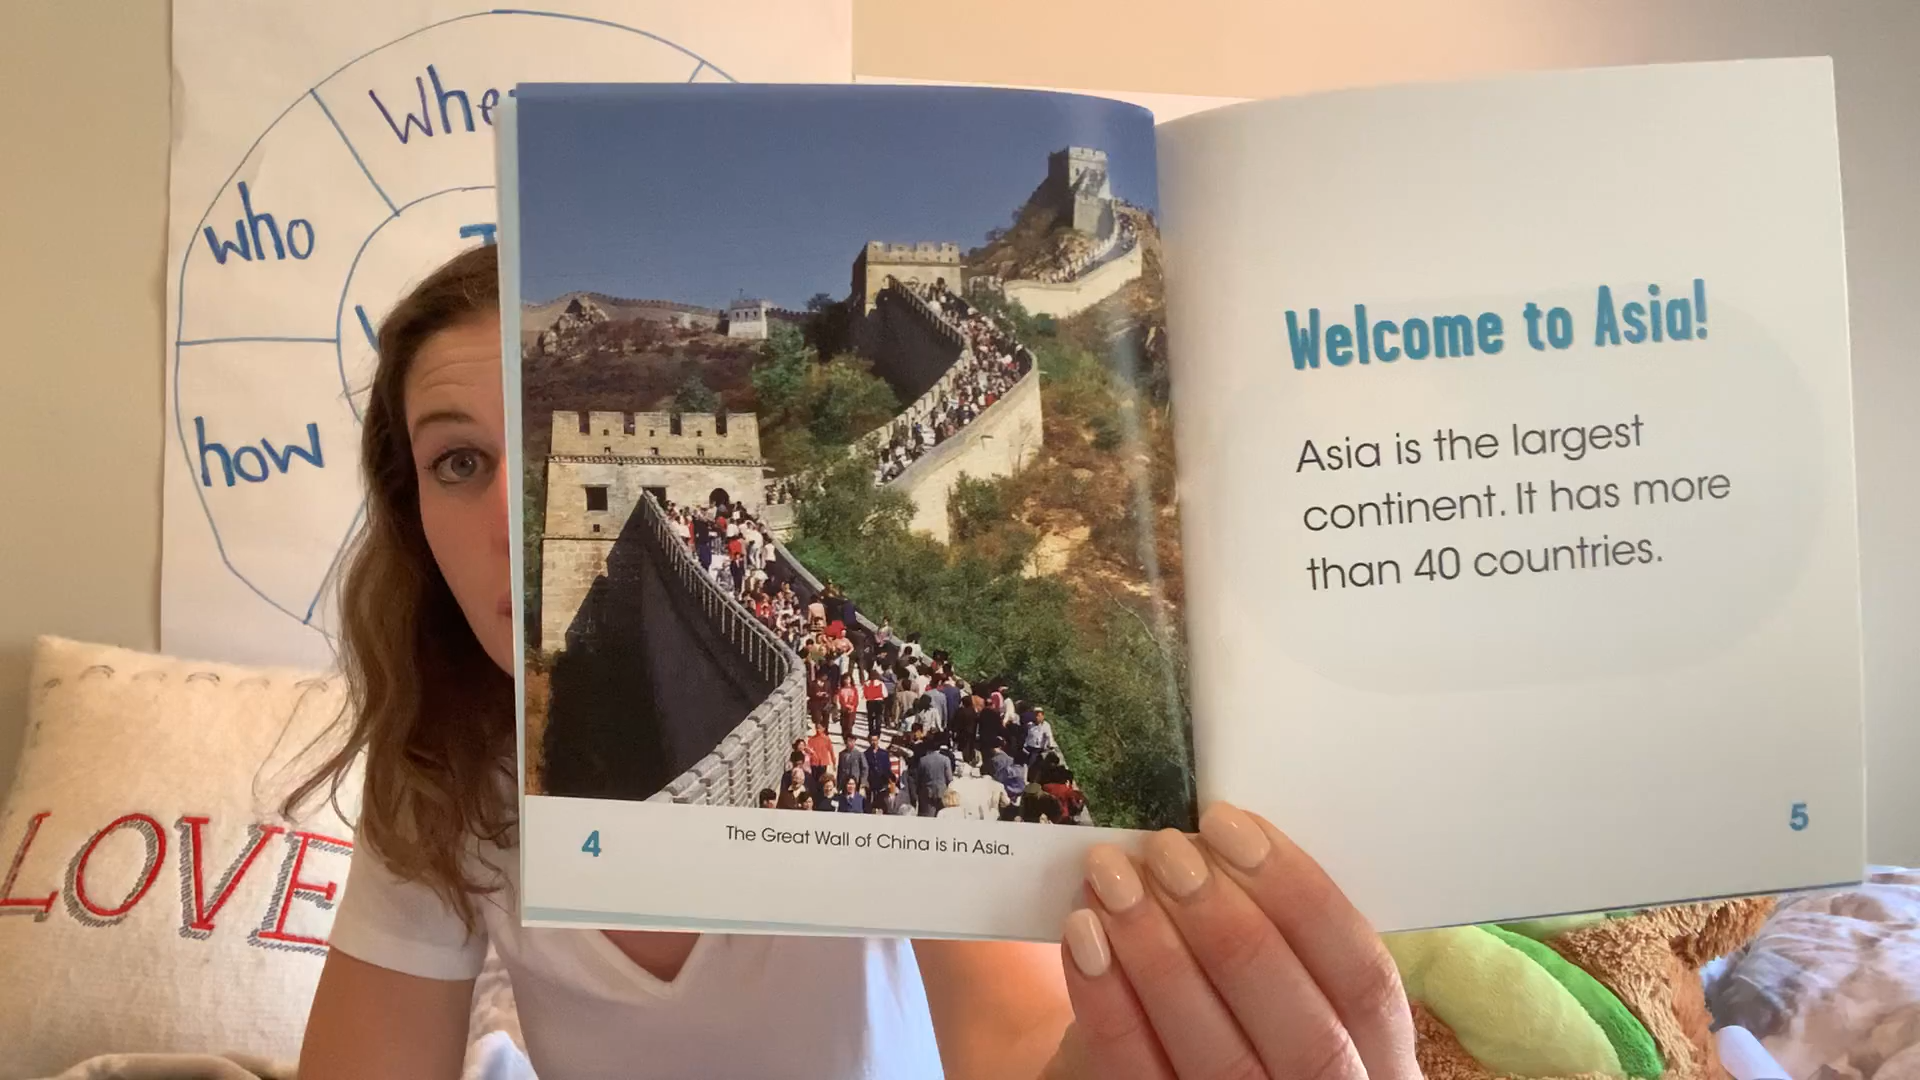 who
how
LOVE
The Great Wall of China is in Asia.
4
Welcome to Asia!
Asia is the largest
continent. It has more
than 40 countries.
5